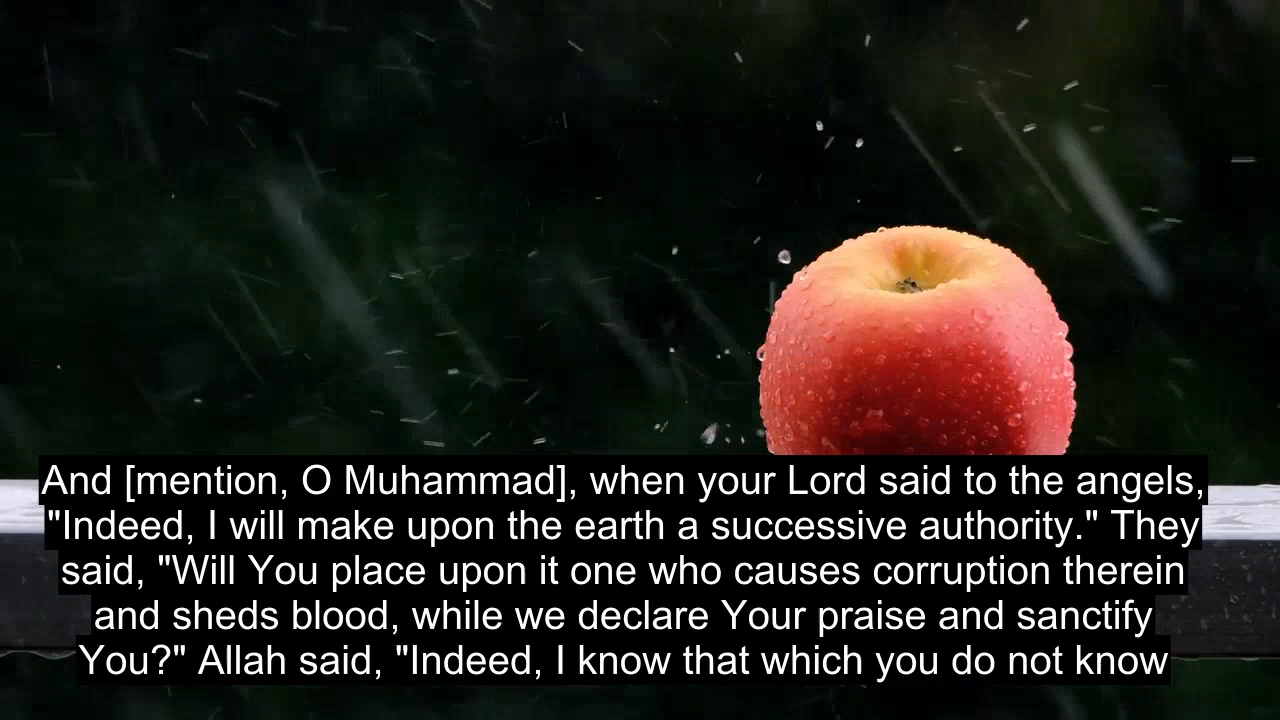 And [mention, O Muhammad], when your Lord said to the angels,
"Indeed, I will make upon the earth a successive authority." They
said, "Will You place upon it one who causes corruption therein
and sheds blood, while we declare Your praise and sanctify
You?" Allah said, "Indeed, I know that which you do not know